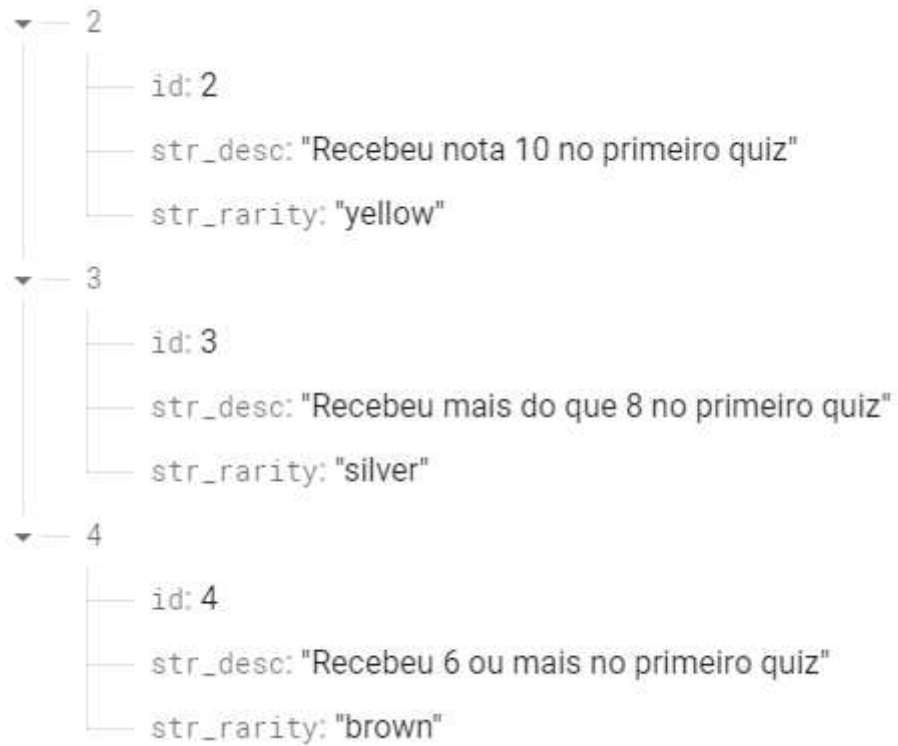 2
id: 2
str_desc: "Recebeu nota 10 no primeiro quiz"
str_rarity: "yellow"
3
id: 3
str_desc: "Recebeu mais do que 8 no primeiro quiz"
str_rarity: "silver"
4
id: 4
str_desc: "Recebeu 6 ou mais no primeiro quiz"
str_rarity: "brown"